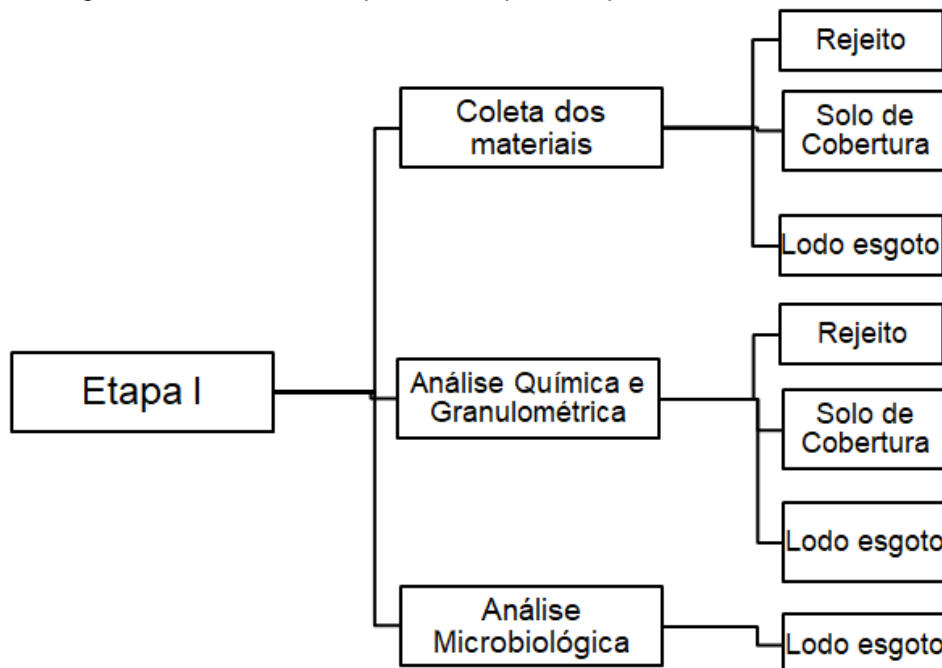 Rejeito
Coleta dos
materiais
Solo de
Cobertura
Lodo esgoto
Etapa I
Análise Química e
Granulométrica
Rejeito
Solo de
Cobertura
Lodo esgoto
Análise
Microbiológica
Lodo esgoto